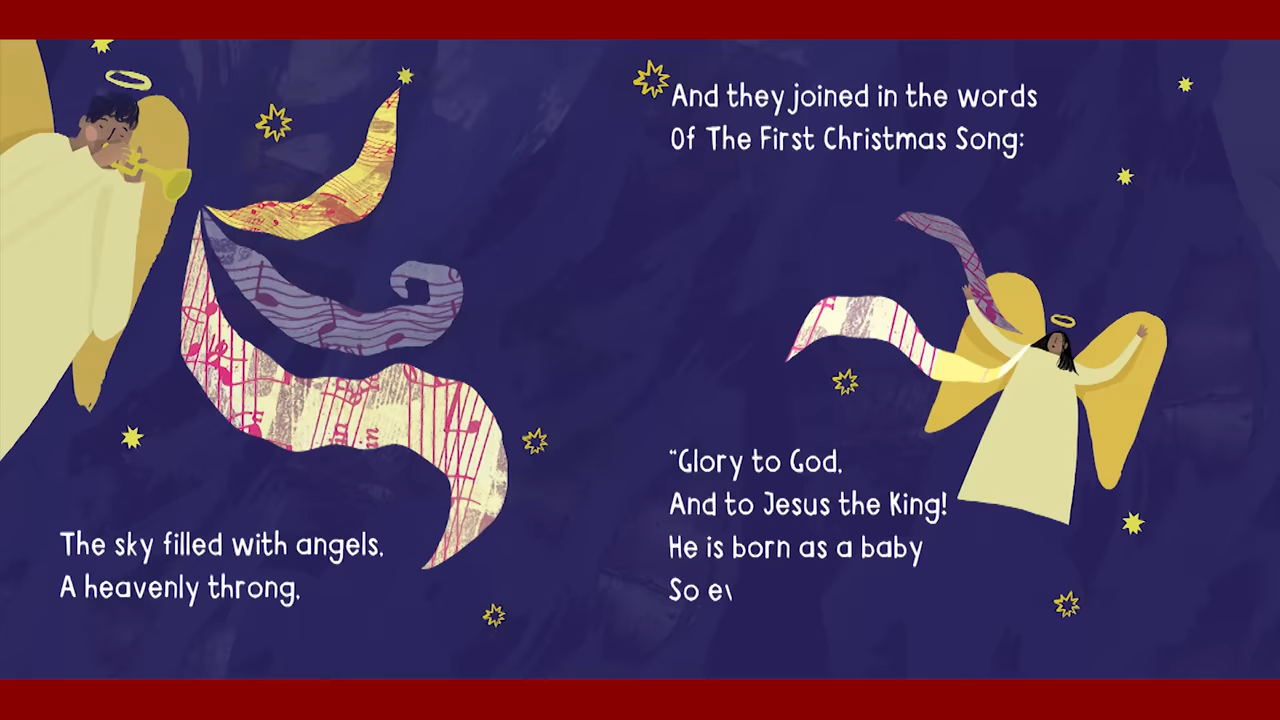 The sky filled with angels,
A heavenly throng,
And they joined in the words
Of The First Christmas Song:
"Glory to God,
And to Jesus the King!
He is born as a baby
So